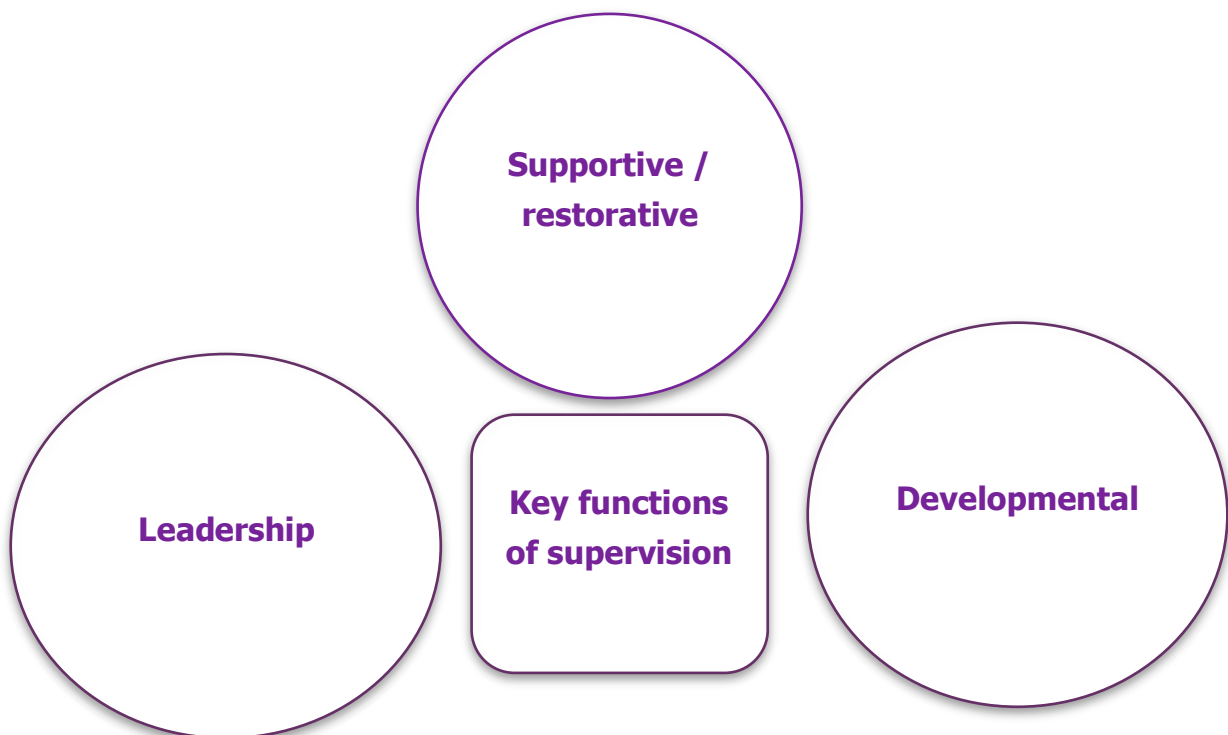 Supportive /
restorative
Leadership
Key functions
of supervision
Developmental